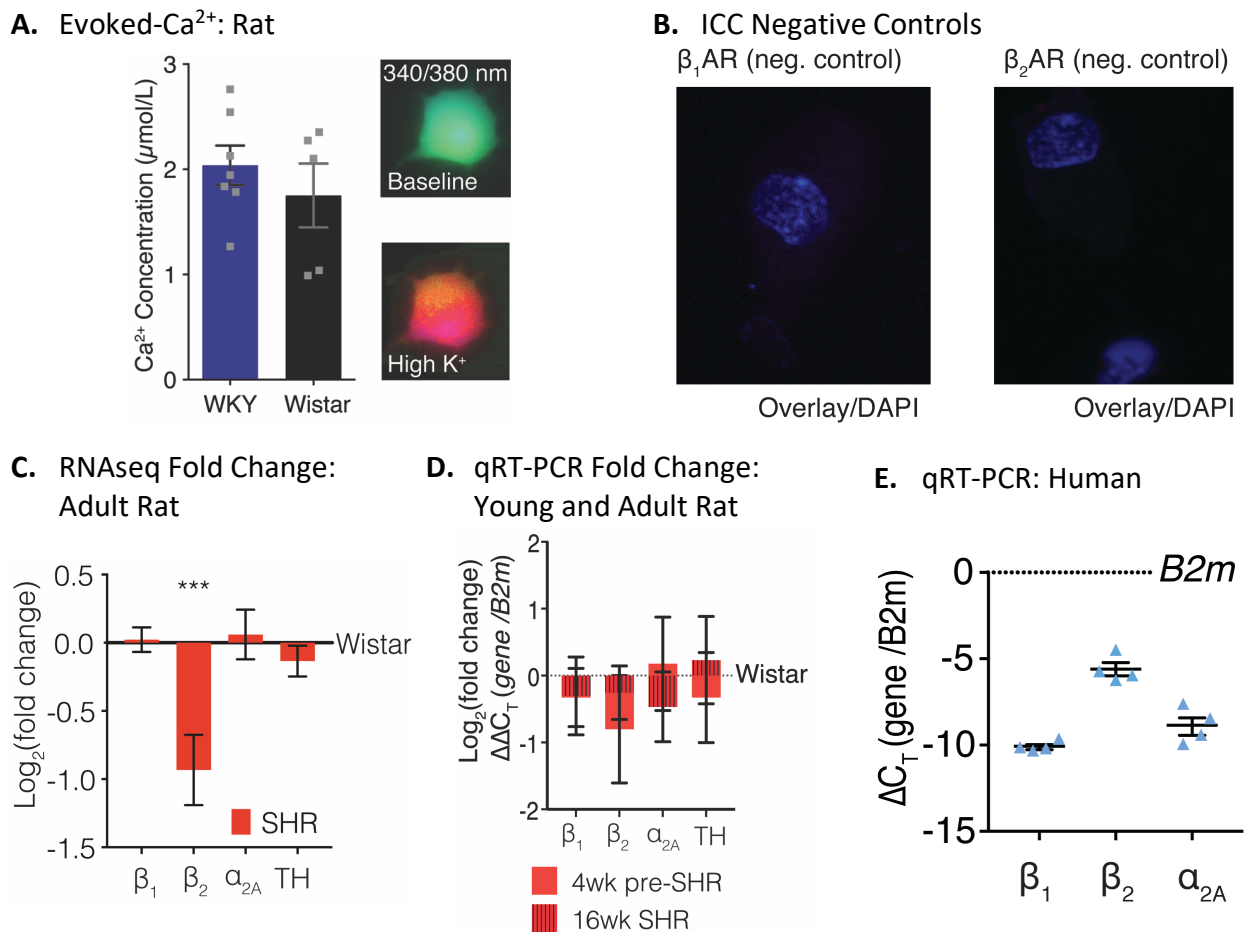 A. Evoked-Ca²⁺: Rat
Ca²⁺ Concentration (µmol/L)
3
2
1
0
WKY Wistar
340/380 nm
Baseline
High K⁺
B. ICC Negative Controls
β₁AR (neg. control)
β₂AR (neg. control)
Overlay/DAPI
Overlay/DAPI
C. RNAseq Fold Change:
Adult Rat
Log₂(fold change)
0.5
0.0
-0.5
-1.0
-1.5
***
Wistar
SHR
β₁ β₂ α₂A TH
D. qRT-PCR Fold Change:
Young and Adult Rat
Log₂(fold change)
ΔΔC_T (gene /B2m)
2
1
0
-1
-2
Wistar
β₁ β₂ α₂A TH
4wk pre-SHR
16wk SHR
E. qRT-PCR: Human
ΔC_T (gene /B2m)
0
-5
-10
-15
B2m
β₁ β₂ α₂A